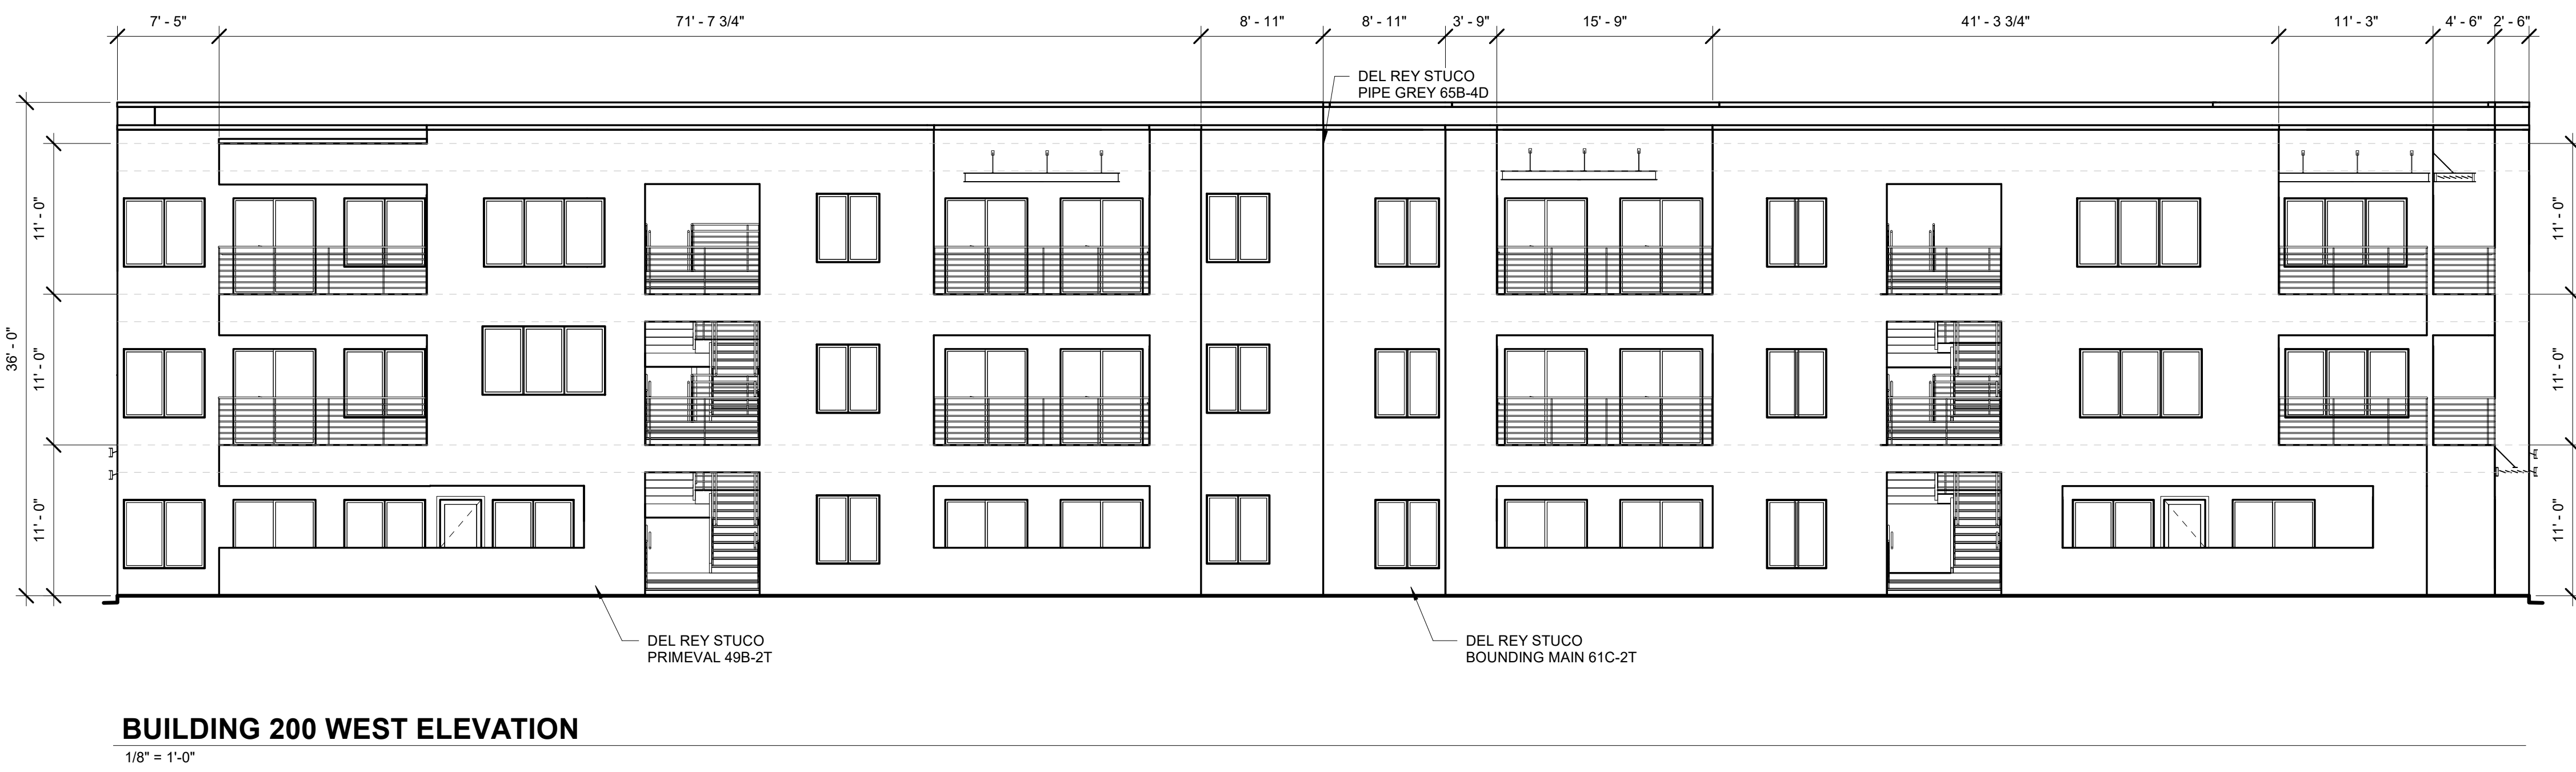 7' - 5"
71' - 7 3/4"
8' - 11"
8' - 11"
3' - 9"
15' - 9"
41' - 3 3/4"
11' - 3"
4' - 6"
2' - 6"
DEL REY STUCO
PIPE GREY 65B-4D
36' - 0"
11' - 0"
11' - 0"
11' - 0"
11' - 0"
11' - 0"
11' - 0"
DEL REY STUCO
PRIMEVAL 49B-2T
DEL REY STUCO
BOUNDING MAIN 61C-2T
BUILDING 200 WEST ELEVATION
1/8" = 1'-0"